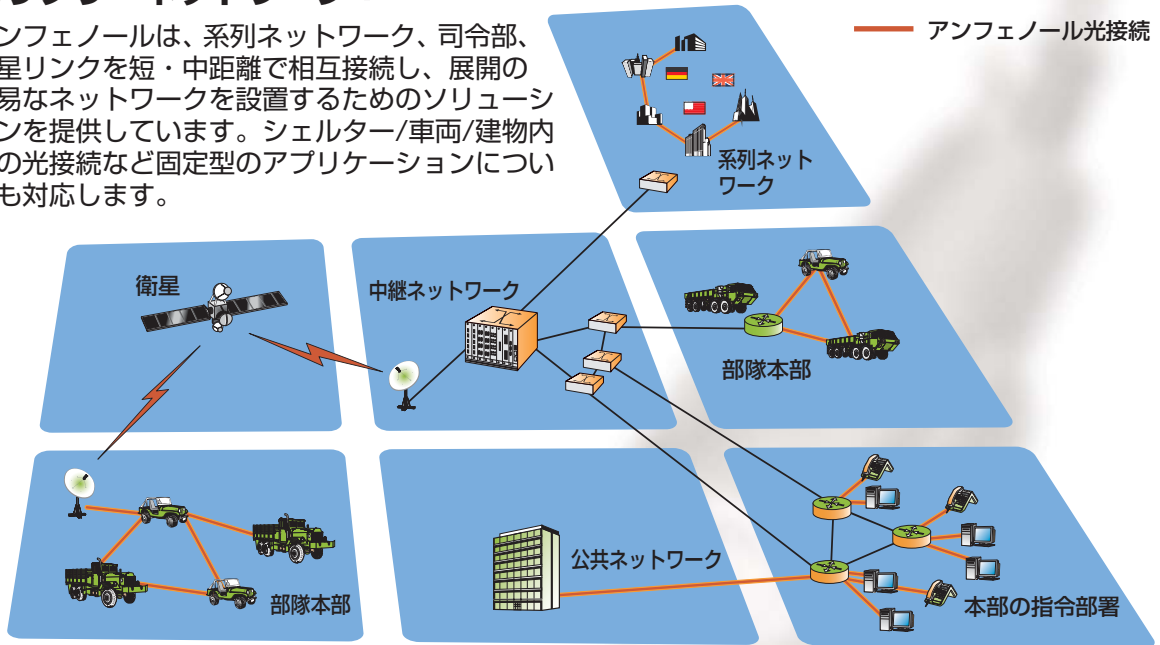 ンフェノールは、系列ネットワーク、司令部、
星リンクを短・中距離で相互接続し、展開の
易なネットワークを設置するためのソリューシ
ンを提供しています。シェルター/車両/建物内
の光接続など固定型のアプリケーションについ
も対応します。
アンフェノール光接続
系列ネット
ワーク
衛星
中継ネットワーク
部隊本部
部隊本部
公共ネットワーク
本部の指令部署